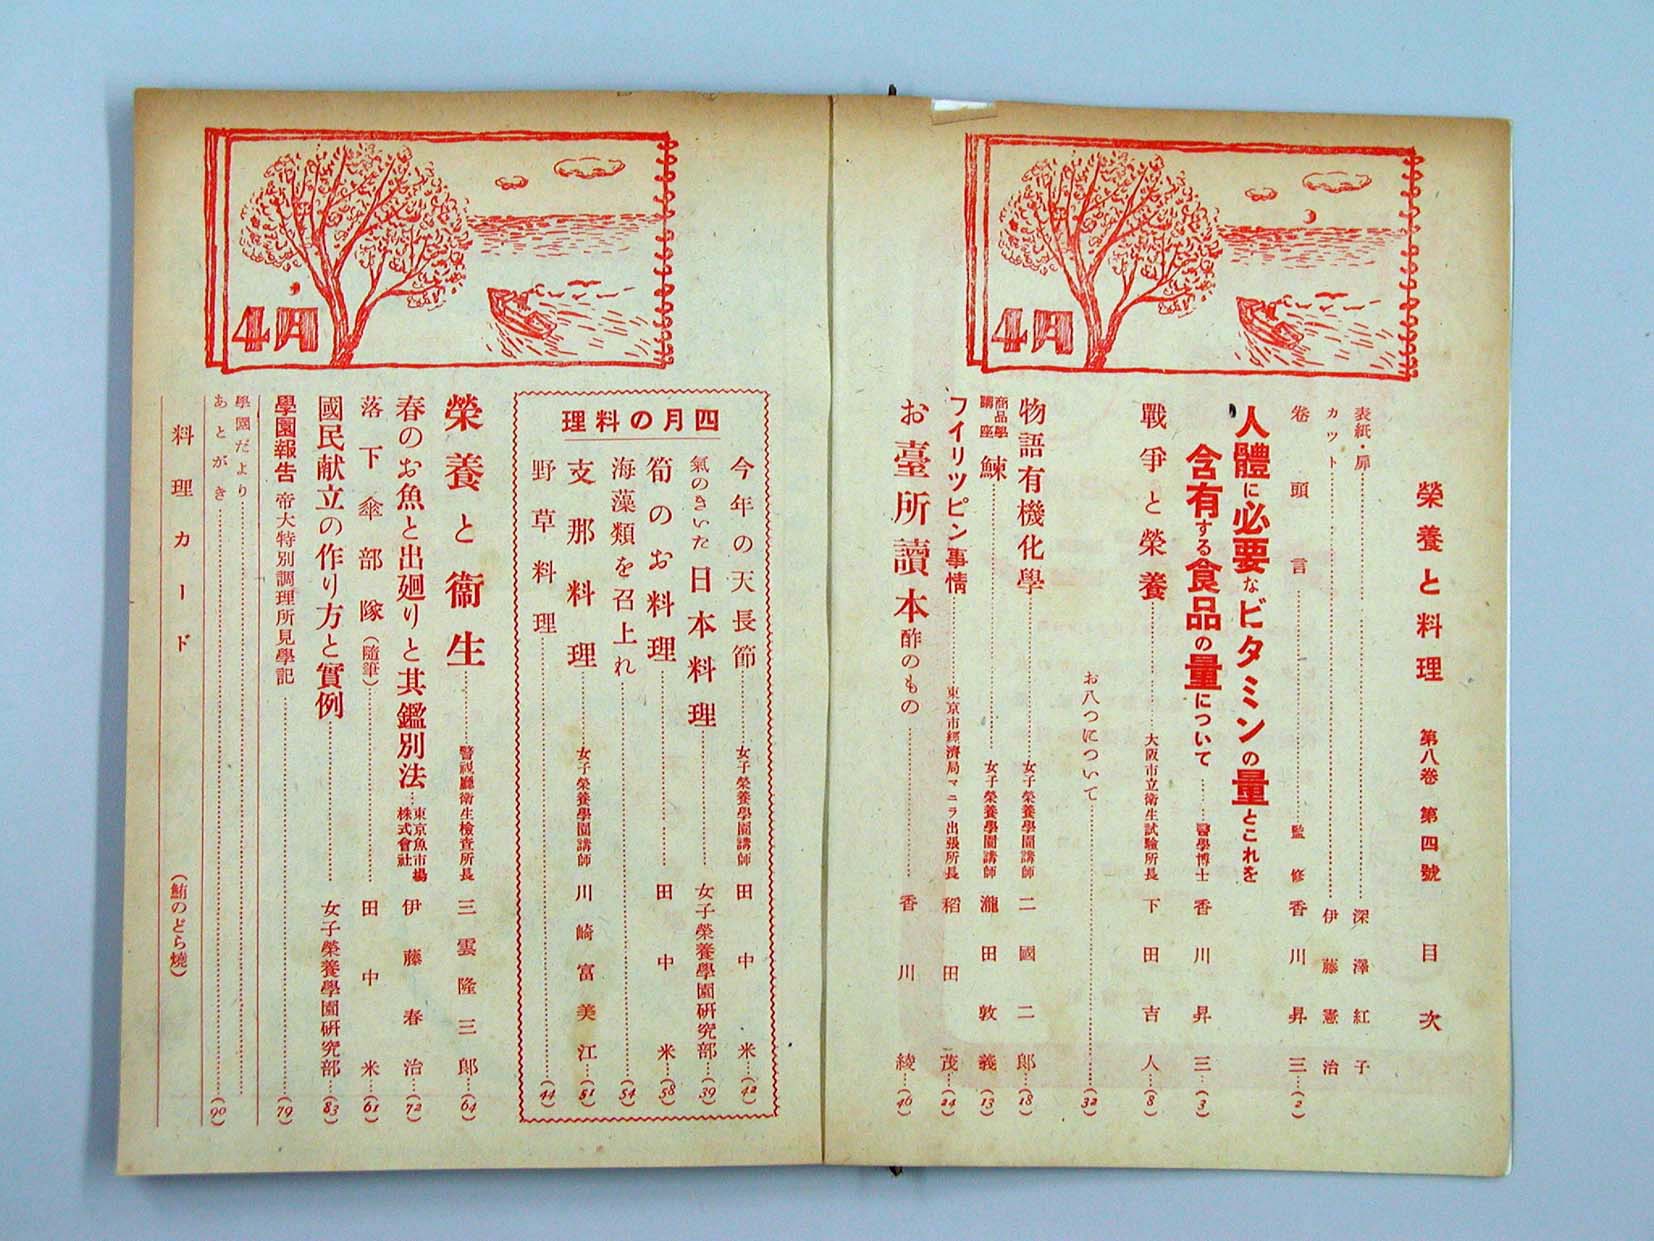 4月
榮養と料理 第八卷 第四號 目次
表紙・扉……深澤紅子
カット……伊藤憲治
卷頭言……監修 香川昇三…(2)
人體に必要なビタミンの量とこれを
含有する食品の量について……醫學博士 香川昇三…(3)
戰爭と榮養……大阪市立衞生試驗所長 下田吉人…(8)
お八つについて……(32)
物語有機化學……女子榮養學園講師 二國二郎…(18)
商品學講座 鰊……女子榮養學園講師 瀧田敦義…(13)
フイリツピン事情……東京市經濟局マニラ出張所長 稻田茂…(24)
お臺所讀本 酢のもの……香川綾…(46)
4月
四月の料理
今年の天長節……女子榮養學園講師 田中米…(42)
氣のきいた日本料理……女子榮養學園研究部…(39)
筍のお料理……田中米…(58)
海藻類を召上れ……(54)
支那料理……女子榮養學園講師 川崎富美江…(51)
野草料理……(44)
榮養と衞生……警視廳衞生檢査所長 三雲隆三郎…(64)
春のお魚と出廻りと其鑑別法…東京魚市場株式會社 伊藤春治…(72)
落下傘部隊(隨筆)……田中米…(61)
國民献立の作り方と實例……女子榮養學園研究部…(83)
學園報告 帝大特別調理所見學記……(79)
學園だより……
あとがき……(90)
料理カード (鮪のどら燒)